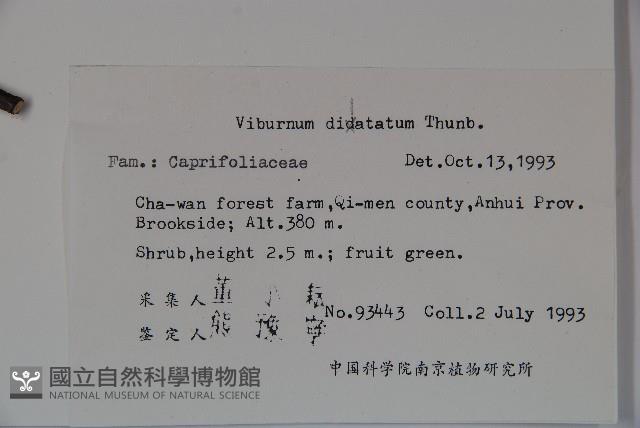 Viburnum didatatum Thunb.
Fam.: Caprifoliaceae Det.Oct.13,1993
Cha-wan forest farm,Qi-men county,Anhui Prov.
Brookside; Alt.380 m.
Shrub,height 2.5 m.; fruit green.
采集人
No.93443 Coll.2 July 1993
鉴定人 熊豫宁
中国科学院南京植物研究所
國立自然科學博物館
NATIONAL MUSEUM OF NATURAL SCIENCE